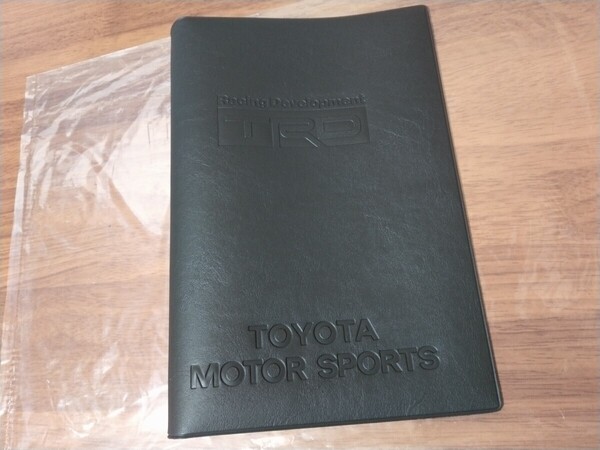 Racing Development
TRD
TOYOTA
MOTOR SPORTS